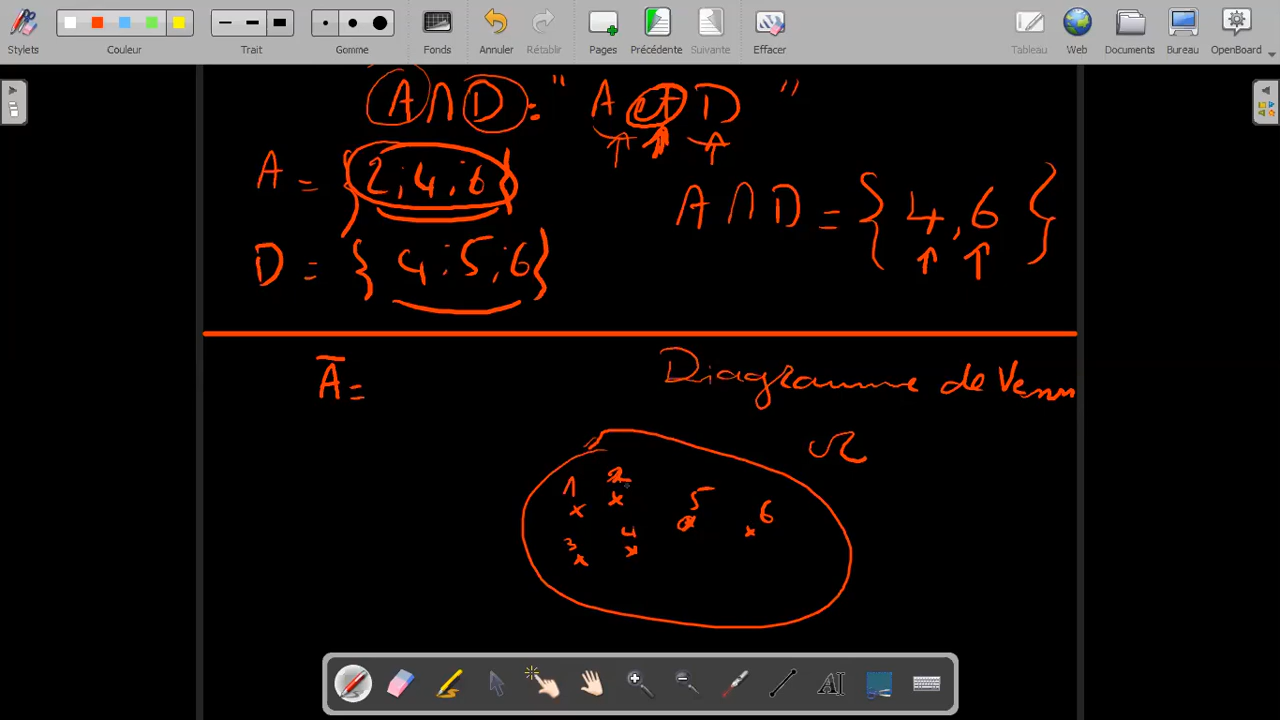 Stylets Couleur Trait Gomme Fonds Annuler Rétablir Pages Précédente Suivante Effacer Tableau Web Documents Bureau OpenBoard
A∩D : " A et D "
A = {2;4;6}
D = {4;5;6}
A∩D = {4,6}
A̅ =
Diagramme de Venn
Ω
1 2 5 6
3 4
AI